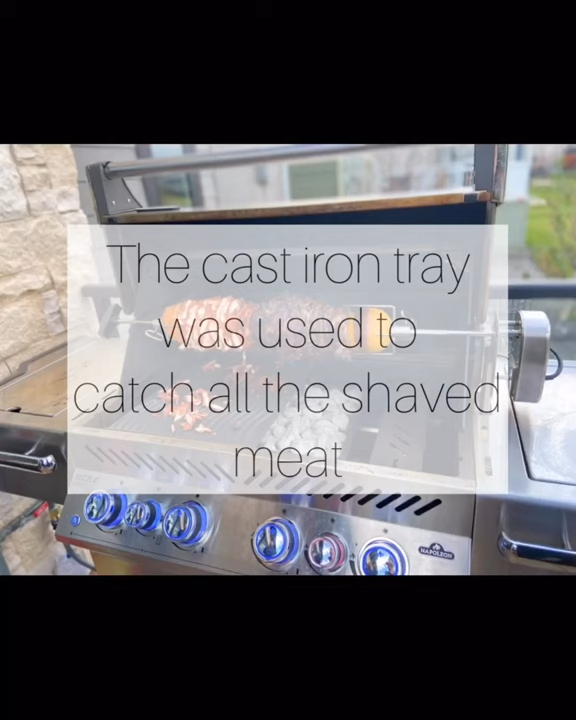 The cast iron tray
was used to
catch all the shaved
meat
NAPOLEON